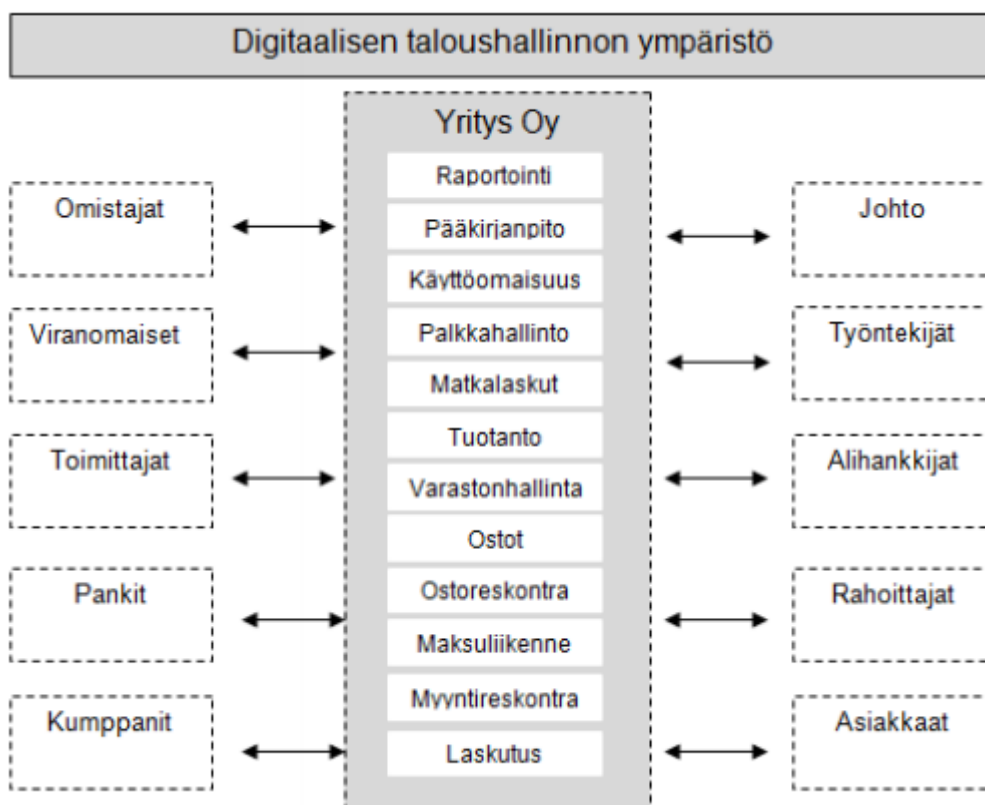 Digitaalisen taloushallinnon ympäristö
Yritys Oy
Raportointi
Pääkirjanpito
Käyttöomaisuus
Palkkahallinto
Matkalaskut
Tuotanto
Varastonhallinta
Ostot
Ostoreskontra
Maksuliikenne
Myyntireskontra
Laskutus
Omistajat
Viranomaiset
Toimittajat
Pankit
Kumppanit
Johto
Työntekijät
Alihankkijat
Rahoittajat
Asiakkaat